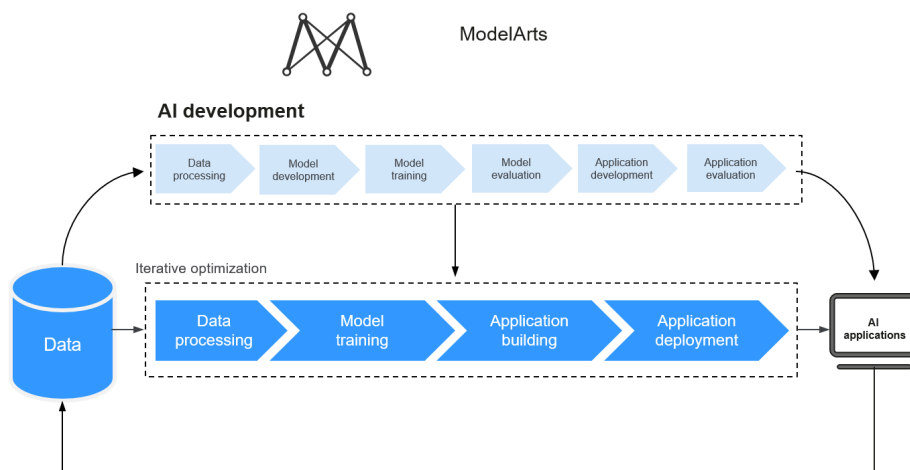 ModelArts
AI development
Data
processing
Model
development
Model
training
Model
evaluation
Application
development
Application
evaluation
Iterative optimization
Data
Data
processing
Model
training
Application
building
Application
deployment
AI
applications